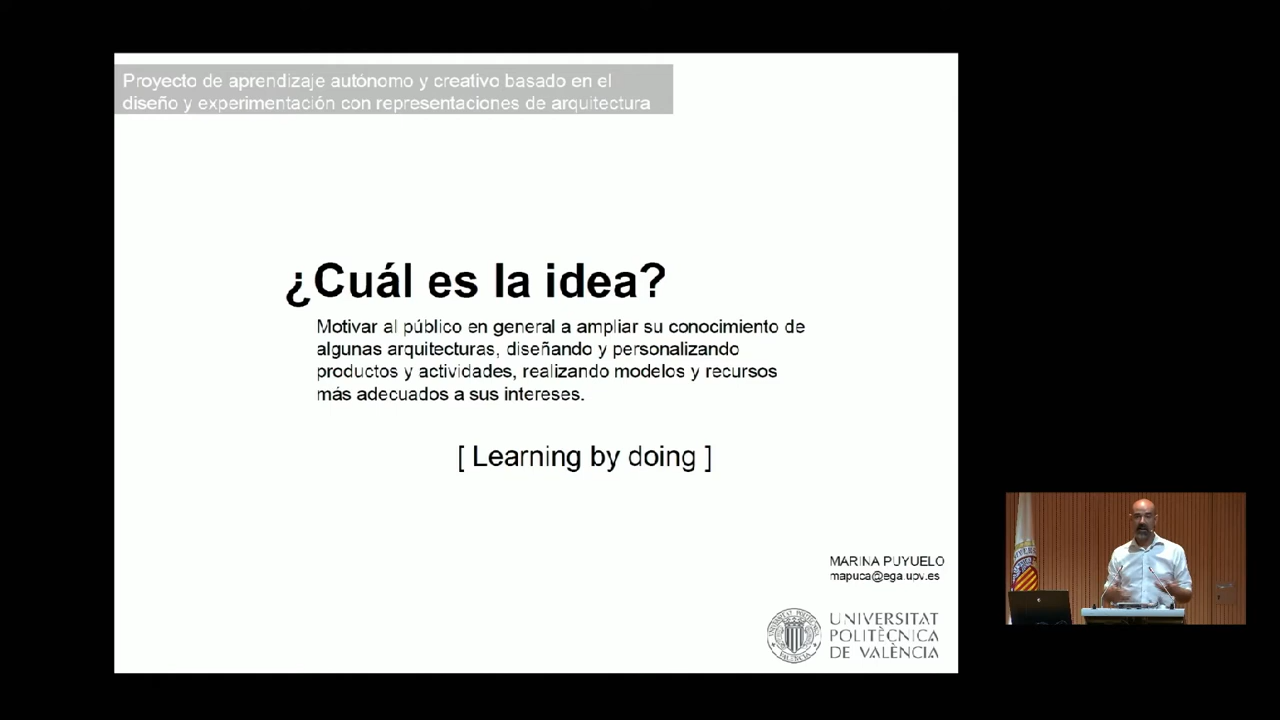 Proyecto de aprendizaje autónomo y creativo basado en el
diseño y experimentación con representaciones de arquitectura
¿Cuál es la idea?
Motivar al público en general a ampliar su conocimiento de
algunas arquitecturas, diseñando y personalizando
productos y actividades, realizando modelos y recursos
más adecuados a sus intereses.
[ Learning by doing ]
MARINA PUYUELO
mapuca@ega.upv.es
UNIVERSITAT
POLITÈCNICA
DE VALÈNCIA